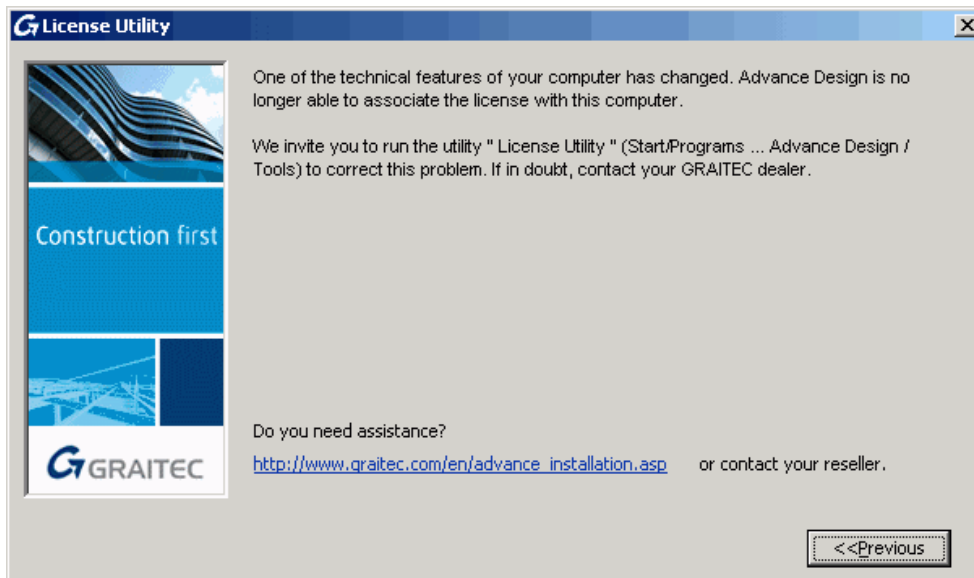 License Utility
One of the technical features of your computer has changed. Advance Design is no
longer able to associate the license with this computer.
We invite you to run the utility " License Utility " (Start/Programs ... Advance Design /
Tools) to correct this problem. If in doubt, contact your GRAITEC dealer.
Construction first
GRAITEC
Do you need assistance?
http://www.graitec.com/en/advance_installation.asp or contact your reseller.
<<Previous